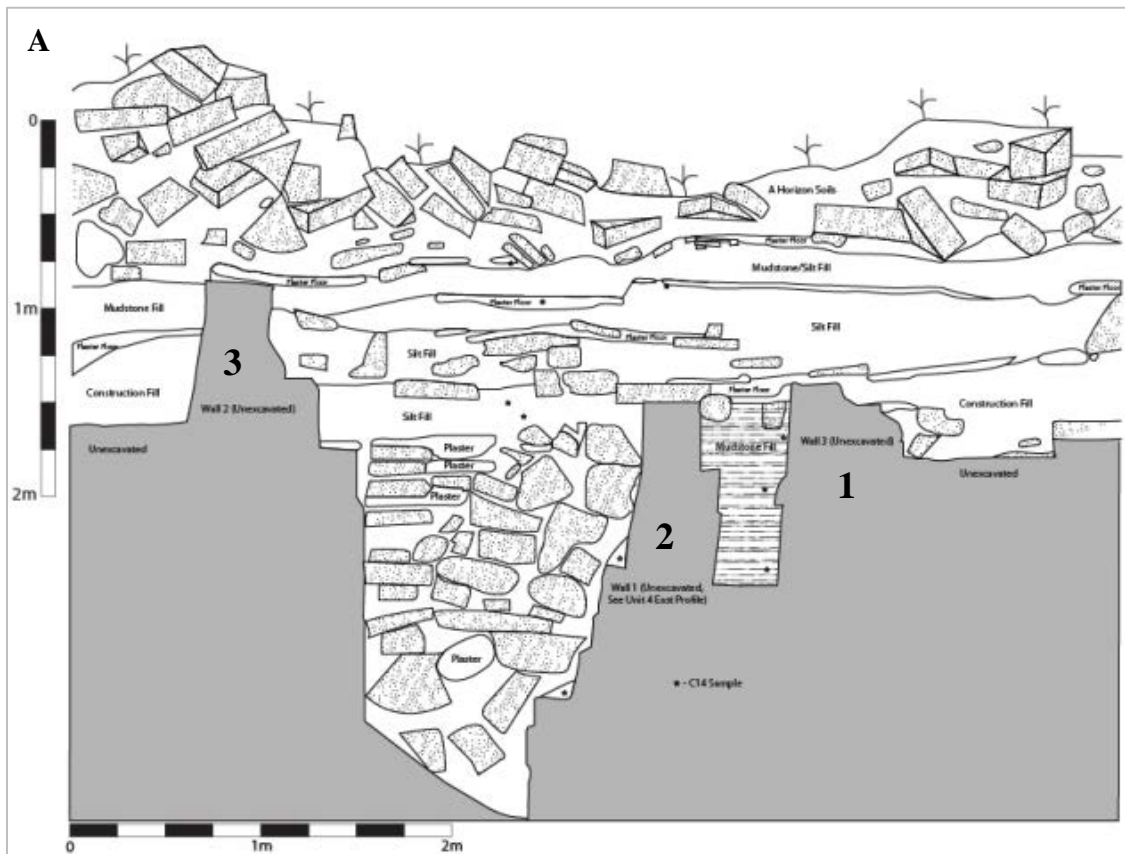 A
0
A Horizon Soils
Plaster Floor
Mudstone/Silt Fill
Plaster Floor
Plaster Floor
Plaster Floor
1m
Mudstone Fill
Silt Fill
Plaster Floor
Plaster Floor
Silt Fill
3
Construction Fill
Plaster Floor
Construction Fill
Wall 2 (Unexcavated)
Silt Fill
Unexcavated
Plaster
Mudstone Fill
Wall 3 (Unexcavated)
Plaster
Unexcavated
2m
Plaster
1
2
Wall 1 (Unexcavated,
See Unit 4 East Profile)
Plaster
★ - C14 Sample
0
1m
2m